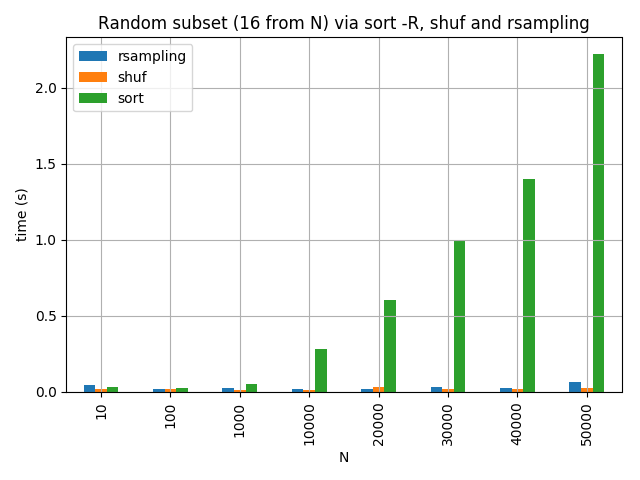 Random subset (16 from N) via sort -R, shuf and rsampling
rsampling
shuf
sort
2.0
1.5
1.0
0.5
0.0
time (s)
10
100
1000
10000
20000
30000
40000
50000
N